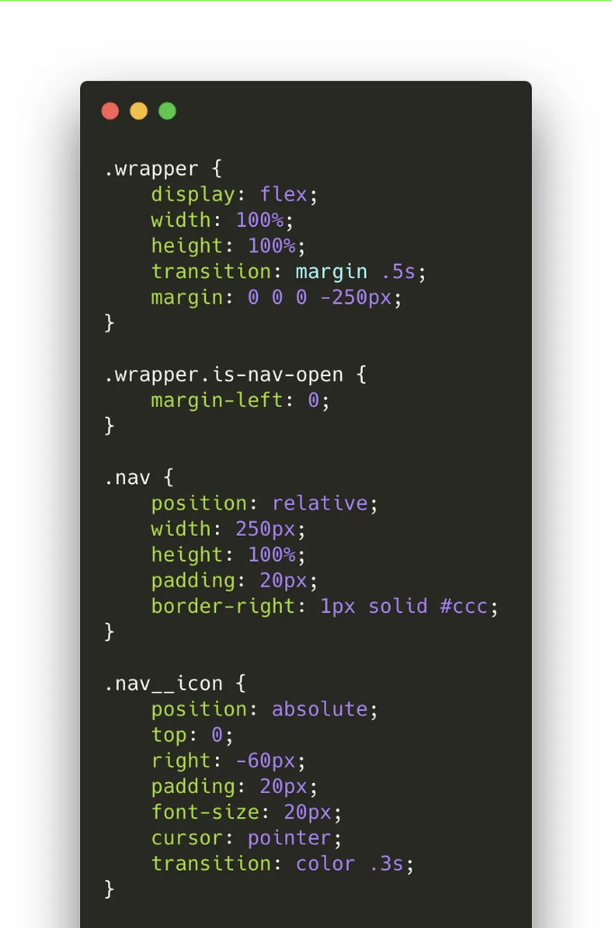 .wrapper {
    display: flex;
    width: 100%;
    height: 100%;
    transition: margin .5s;
    margin: 0 0 0 -250px;
}

.wrapper.is-nav-open {
    margin-left: 0;
}

.nav {
    position: relative;
    width: 250px;
    height: 100%;
    padding: 20px;
    border-right: 1px solid #ccc;
}

.nav__icon {
    position: absolute;
    top: 0;
    right: -60px;
    padding: 20px;
    font-size: 20px;
    cursor: pointer;
    transition: color .3s;
}